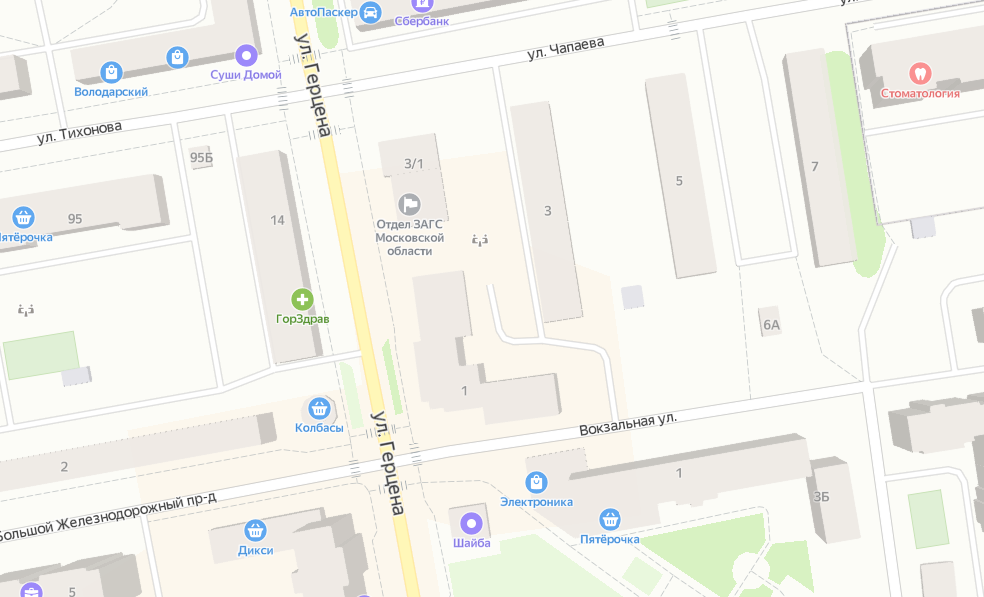 АвтоПаскер
Сбербанк
ул. Герцена
ул. Чапаева
Суши Домой
Володарский
Стоматология
ул. Тихонова
95Б
3/1
7
5
95
14
3
Пятёрочка
Отдел ЗАГС
Московской
области
ГорЗдрав
6А
1
Колбасы
ул. Герцена
Вокзальная ул.
2
1
3Б
Большой Железнодорожный пр-д
Электроника
Пятёрочка
Шайба
Дикси
5